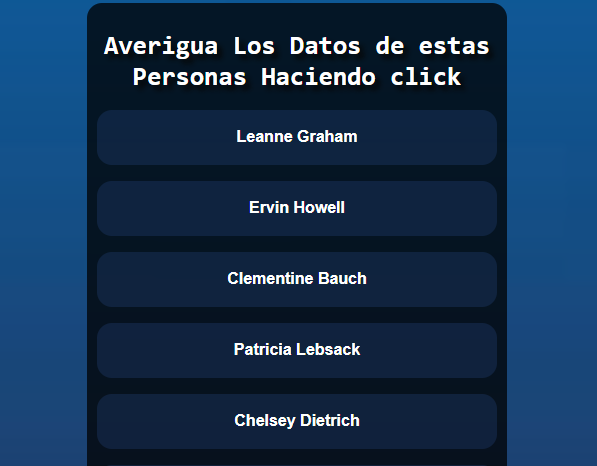 Averigua Los Datos de estas
Personas Haciendo click
Leanne Graham
Ervin Howell
Clementine Bauch
Patricia Lebsack
Chelsey Dietrich